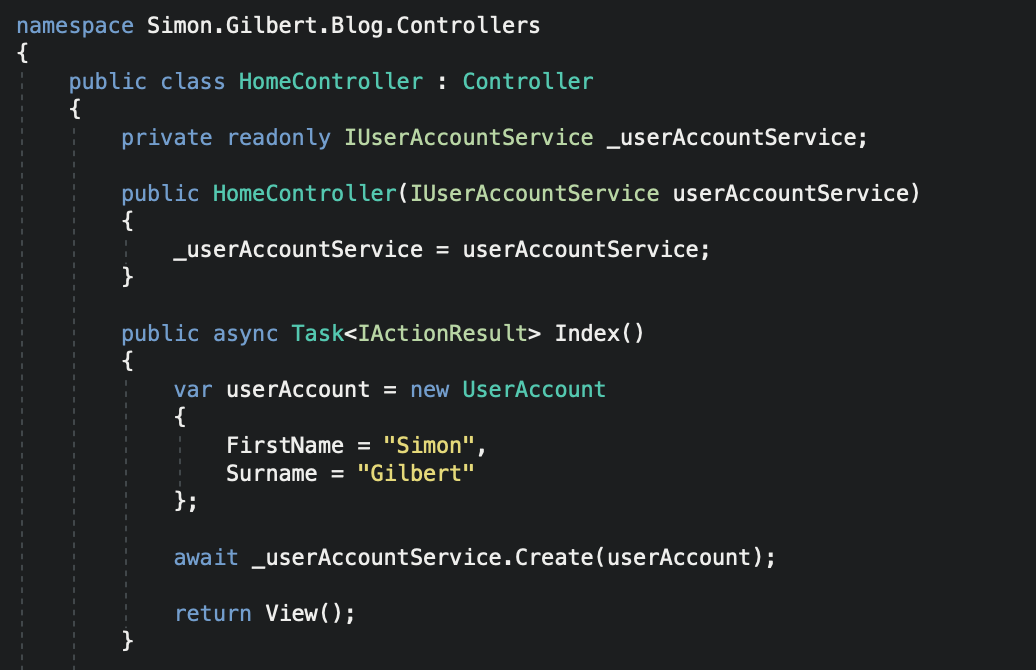 namespace Simon.Gilbert.Blog.Controllers
{
    public class HomeController : Controller
    {
        private readonly IUserAccountService _userAccountService;

        public HomeController(IUserAccountService userAccountService)
        {
            _userAccountService = userAccountService;
        }

        public async Task<IActionResult> Index()
        {
            var userAccount = new UserAccount
            {
                FirstName = "Simon",
                Surname = "Gilbert"
            };

            await _userAccountService.Create(userAccount);

            return View();
        }